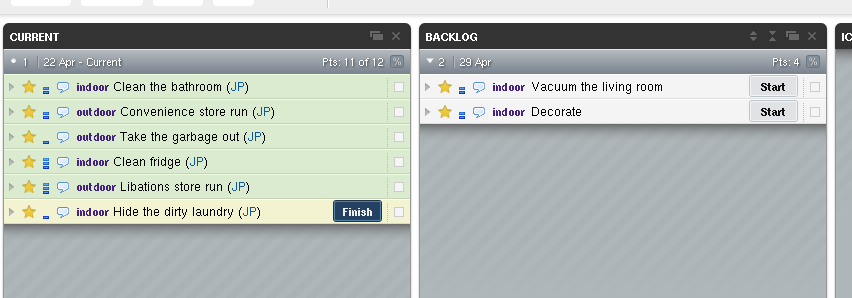 CURRENT
1 22 Apr - Current Pts: 11 of 12 %
indoor Clean the bathroom (JP)
outdoor Convenience store run (JP)
outdoor Take the garbage out (JP)
indoor Clean fridge (JP)
outdoor Libations store run (JP)
indoor Hide the dirty laundry (JP) Finish
BACKLOG
2 29 Apr Pts: 4 %
indoor Vacuum the living room Start
indoor Decorate Start
IC